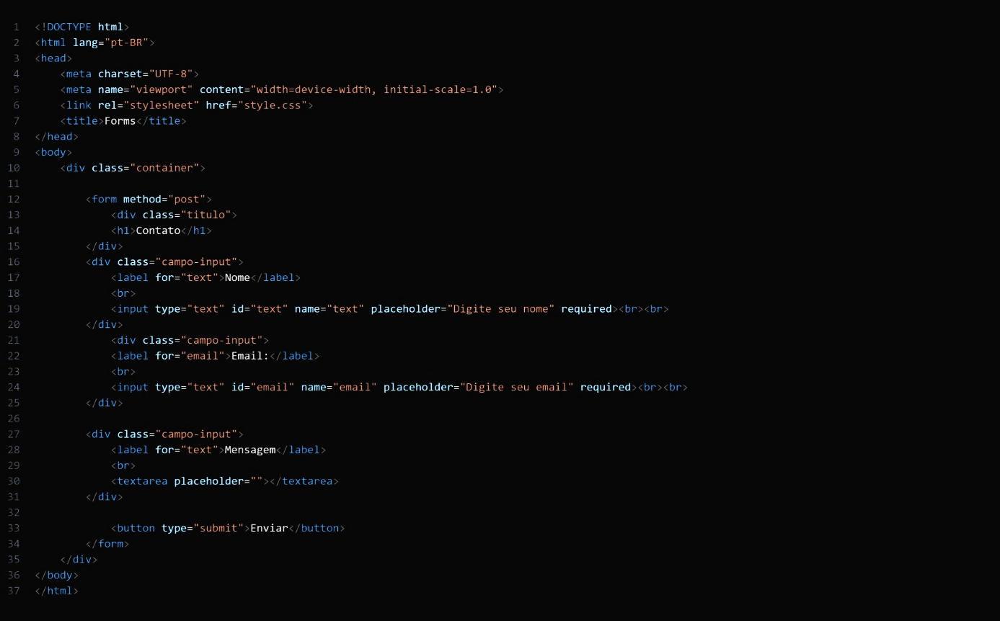 1 <!DOCTYPE html>
2 <html lang="pt-BR">
3 <head>
4     <meta charset="UTF-8">
5     <meta name="viewport" content="width=device-width, initial-scale=1.0">
6     <link rel="stylesheet" href="style.css">
7     <title>Forms</title>
8 </head>
9 <body>
10     <div class="container">
11
12         <form method="post">
13             <div class="titulo">
14             <h1>Contato</h1>
15         </div>
16         <div class="campo-input">
17             <label for="text">Nome</label>
18             <br>
19             <input type="text" id="text" name="text" placeholder="Digite seu nome" required><br><br>
20         </div>
21             <div class="campo-input">
22             <label for="email">Email:</label>
23             <br>
24             <input type="text" id="email" name="email" placeholder="Digite seu email" required><br><br>
25         </div>
26
27         <div class="campo-input">
28             <label for="text">Mensagem</label>
29             <br>
30             <textarea placeholder=""></textarea>
31         </div>
32
33             <button type="submit">Enviar</button>
34         </form>
35     </div>
36 </body>
37 </html>